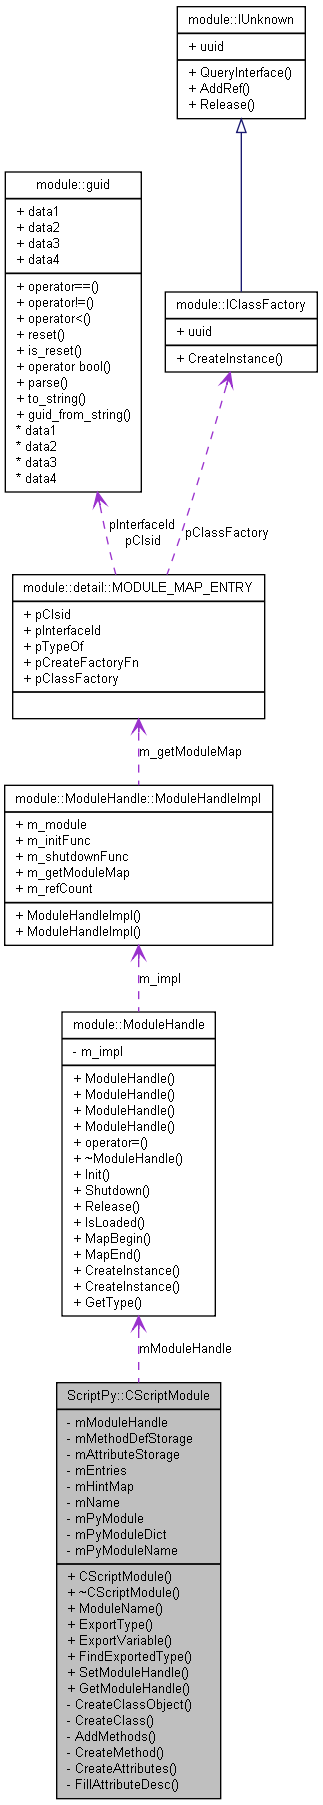 module::IUnknown
+ uuid
+ QueryInterface()
+ AddRef()
+ Release()
module::guid
+ data1
+ data2
+ data3
+ data4
+ operator==()
+ operator!=()
+ operator<()
+ reset()
+ is_reset()
+ operator bool()
+ parse()
+ to_string()
+ guid_from_string()
* data1
* data2
* data3
* data4
module::IClassFactory
+ uuid
+ CreateInstance()
pInterfaceId
pClsid
pClassFactory
module::detail::MODULE_MAP_ENTRY
+ pClsid
+ pInterfaceId
+ pTypeOf
+ pCreateFactoryFn
+ pClassFactory
m_getModuleMap
module::ModuleHandle::ModuleHandleImpl
+ m_module
+ m_initFunc
+ m_shutdownFunc
+ m_getModuleMap
+ m_refCount
+ ModuleHandleImpl()
+ ModuleHandleImpl()
m_impl
module::ModuleHandle
- m_impl
+ ModuleHandle()
+ ModuleHandle()
+ ModuleHandle()
+ ModuleHandle()
+ operator=()
+ ~ModuleHandle()
+ Init()
+ Shutdown()
+ Release()
+ IsLoaded()
+ MapBegin()
+ MapEnd()
+ CreateInstance()
+ CreateInstance()
+ GetType()
mModuleHandle
ScriptPy::CScriptModule
- mModuleHandle
- mMethodDefStorage
- mAttributeStorage
- mEntries
- mHintMap
- mName
- mPyModule
- mPyModuleDict
- mPyModuleName
+ CScriptModule()
+ ~CScriptModule()
+ ModuleName()
+ ExportType()
+ ExportVariable()
+ FindExportedType()
+ SetModuleHandle()
+ GetModuleHandle()
- CreateClassObject()
- CreateClass()
- AddMethods()
- CreateMethod()
- CreateAttributes()
- FillAttributeDesc()